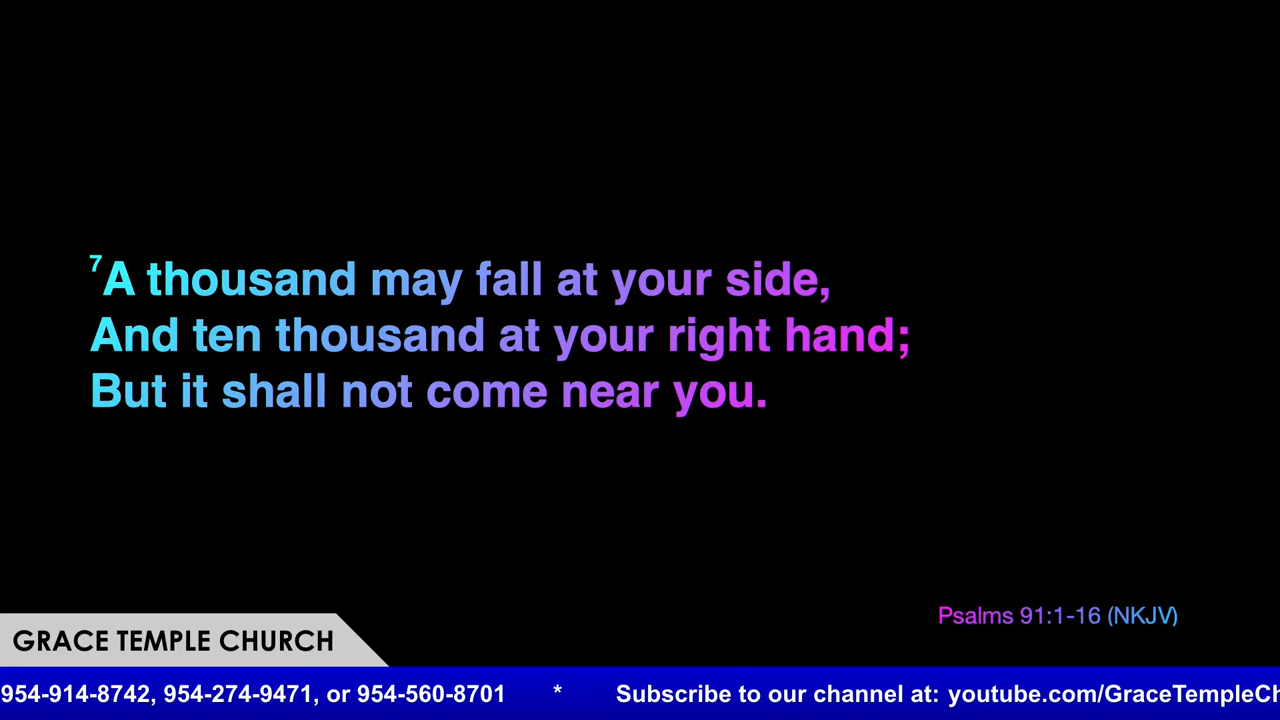 7A thousand may fall at your side,
And ten thousand at your right hand;
But it shall not come near you.
Psalms 91:1-16 (NKJV)
GRACE TEMPLE CHURCH
954-914-8742, 954-274-9471, or 954-560-8701 * Subscribe to our channel at: youtube.com/GraceTempleCh